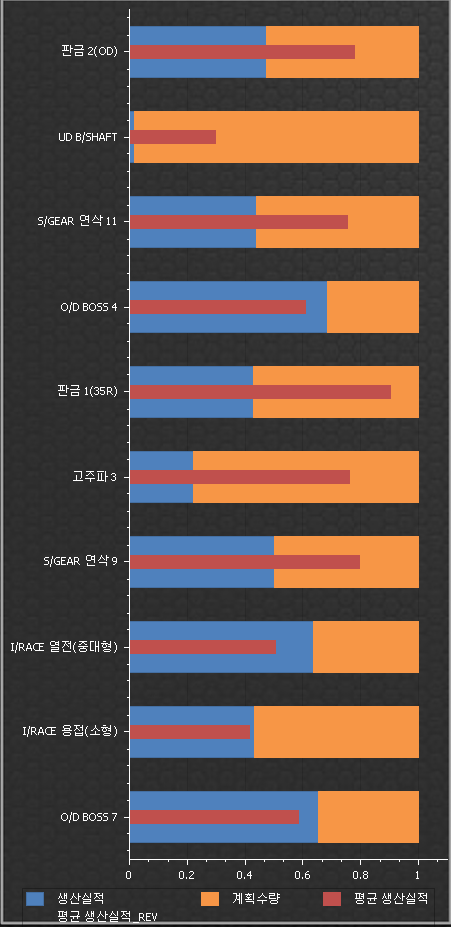 판금 2(OD)
UD B/SHAFT
S/GEAR 연삭 11
O/D BOSS 4
판금 1(35R)
고주파 3
S/GEAR 연삭 9
I/RACE 열전(중대형)
I/RACE 용접(소형)
O/D BOSS 7
0 0.2 0.4 0.6 0.8 1
생산실적 계획수량 평균 생산실적
평균 생산실적_REV